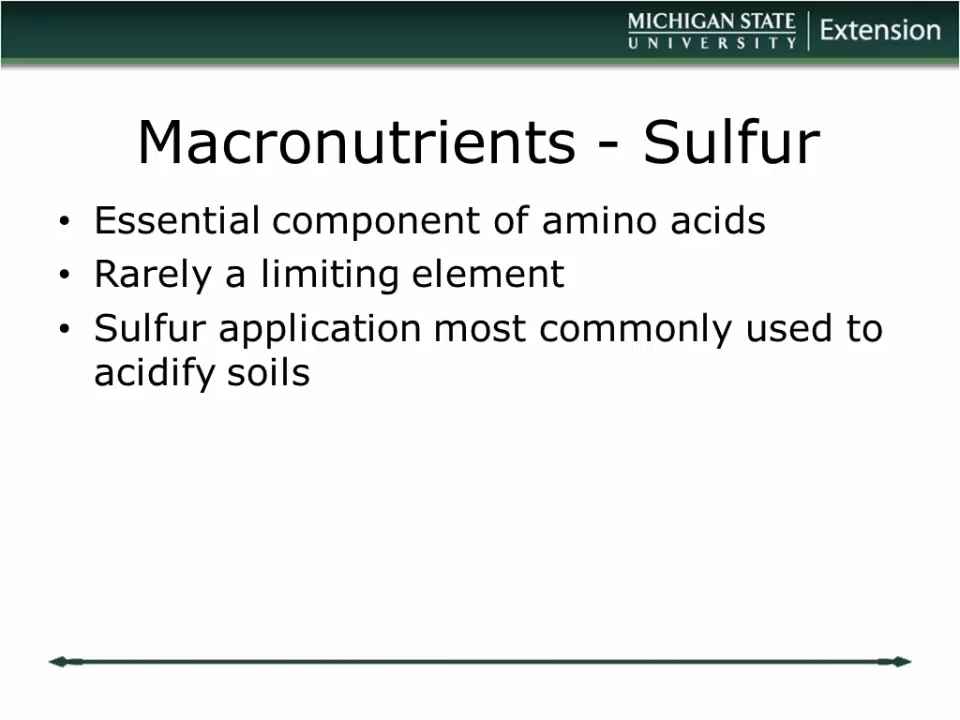 MICHIGAN STATE
UNIVERSITY
Extension
Macronutrients - Sulfur
• Essential component of amino acids
• Rarely a limiting element
• Sulfur application most commonly used to
acidify soils